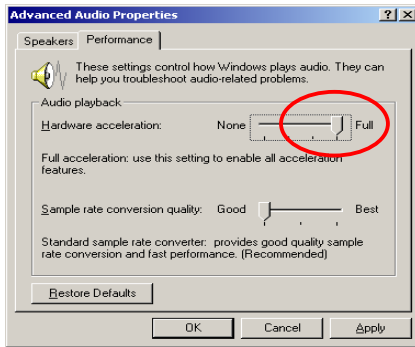 Advanced Audio Properties
Speakers Performance
These settings control how Windows plays audio. They can
help you troubleshoot audio-related problems.
Audio playback
Hardware acceleration: None Full
Full acceleration: use this setting to enable all acceleration
features.
Sample rate conversion quality: Good Best
Standard sample rate converter: provides good quality sample
rate conversion and fast performance. (Recommended)
Restore Defaults
OK Cancel Apply